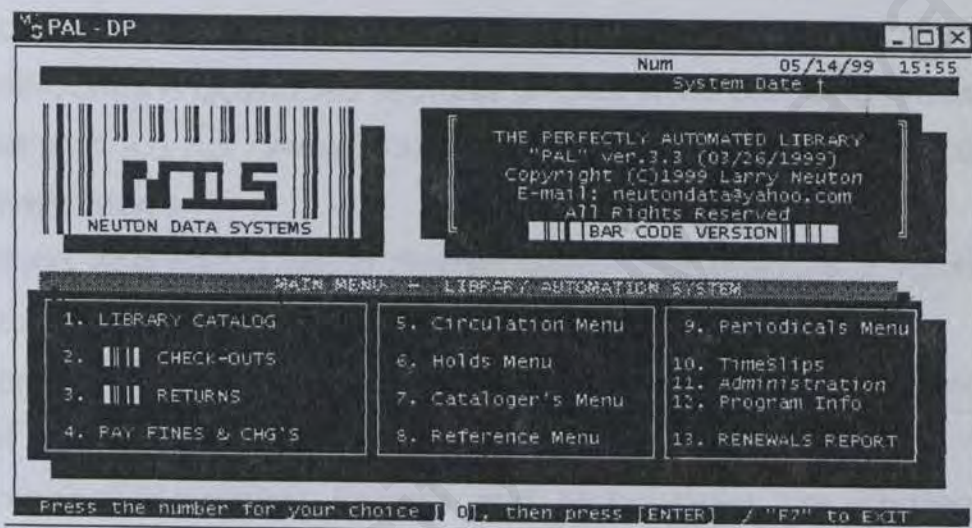 MS PAL - DP
Num 05/14/99 15:55
System Date ↑
NDS
NEUTON DATA SYSTEMS
THE PERFECTLY AUTOMATED LIBRARY
"PAL" ver.3.3 (03/26/1999)
Copyright (C)1999 Larry Neuton
E-mail: neutondata@yahoo.com
All Rights Reserved
BAR CODE VERSION
MAIN MENU - LIBRARY AUTOMATION SYSTEM
1. LIBRARY CATALOG
2. CHECK-OUTS
3. RETURNS
4. PAY FINES & CHG'S
5. Circulation Menu
6. Holds Menu
7. Cataloger's Menu
8. Reference Menu
9. Periodicals Menu
10. TimeSlips
11. Administration
12. Program Info
13. RENEWALS REPORT
Press the number for your choice [ 0], then press [ENTER] / "F7" to EXIT